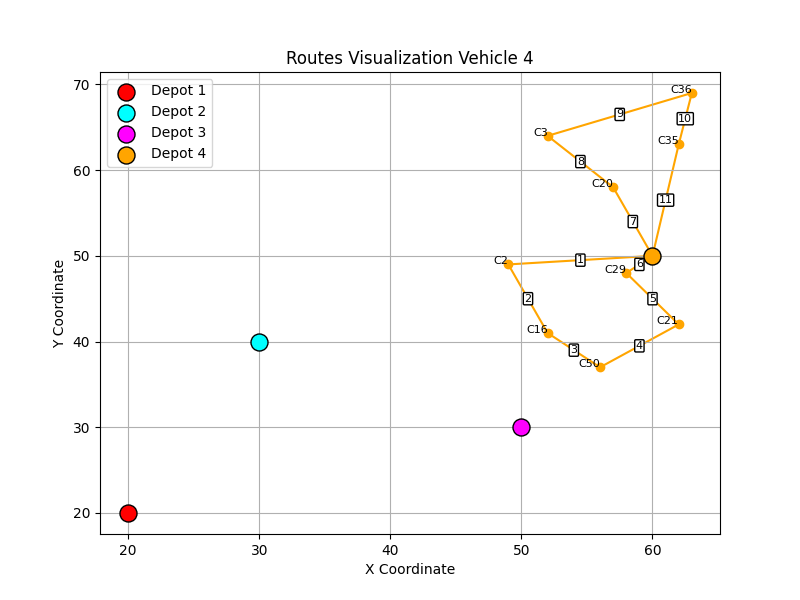 Routes Visualization Vehicle 4
Depot 1
Depot 2
Depot 3
Depot 4
Y Coordinate
70
60
50
40
30
20
C36
10
9
C3
C35
8
C20
11
7
C2
1
6
C29
2
5
C21
C16
3
4
C50
20
30
40
50
60
X Coordinate